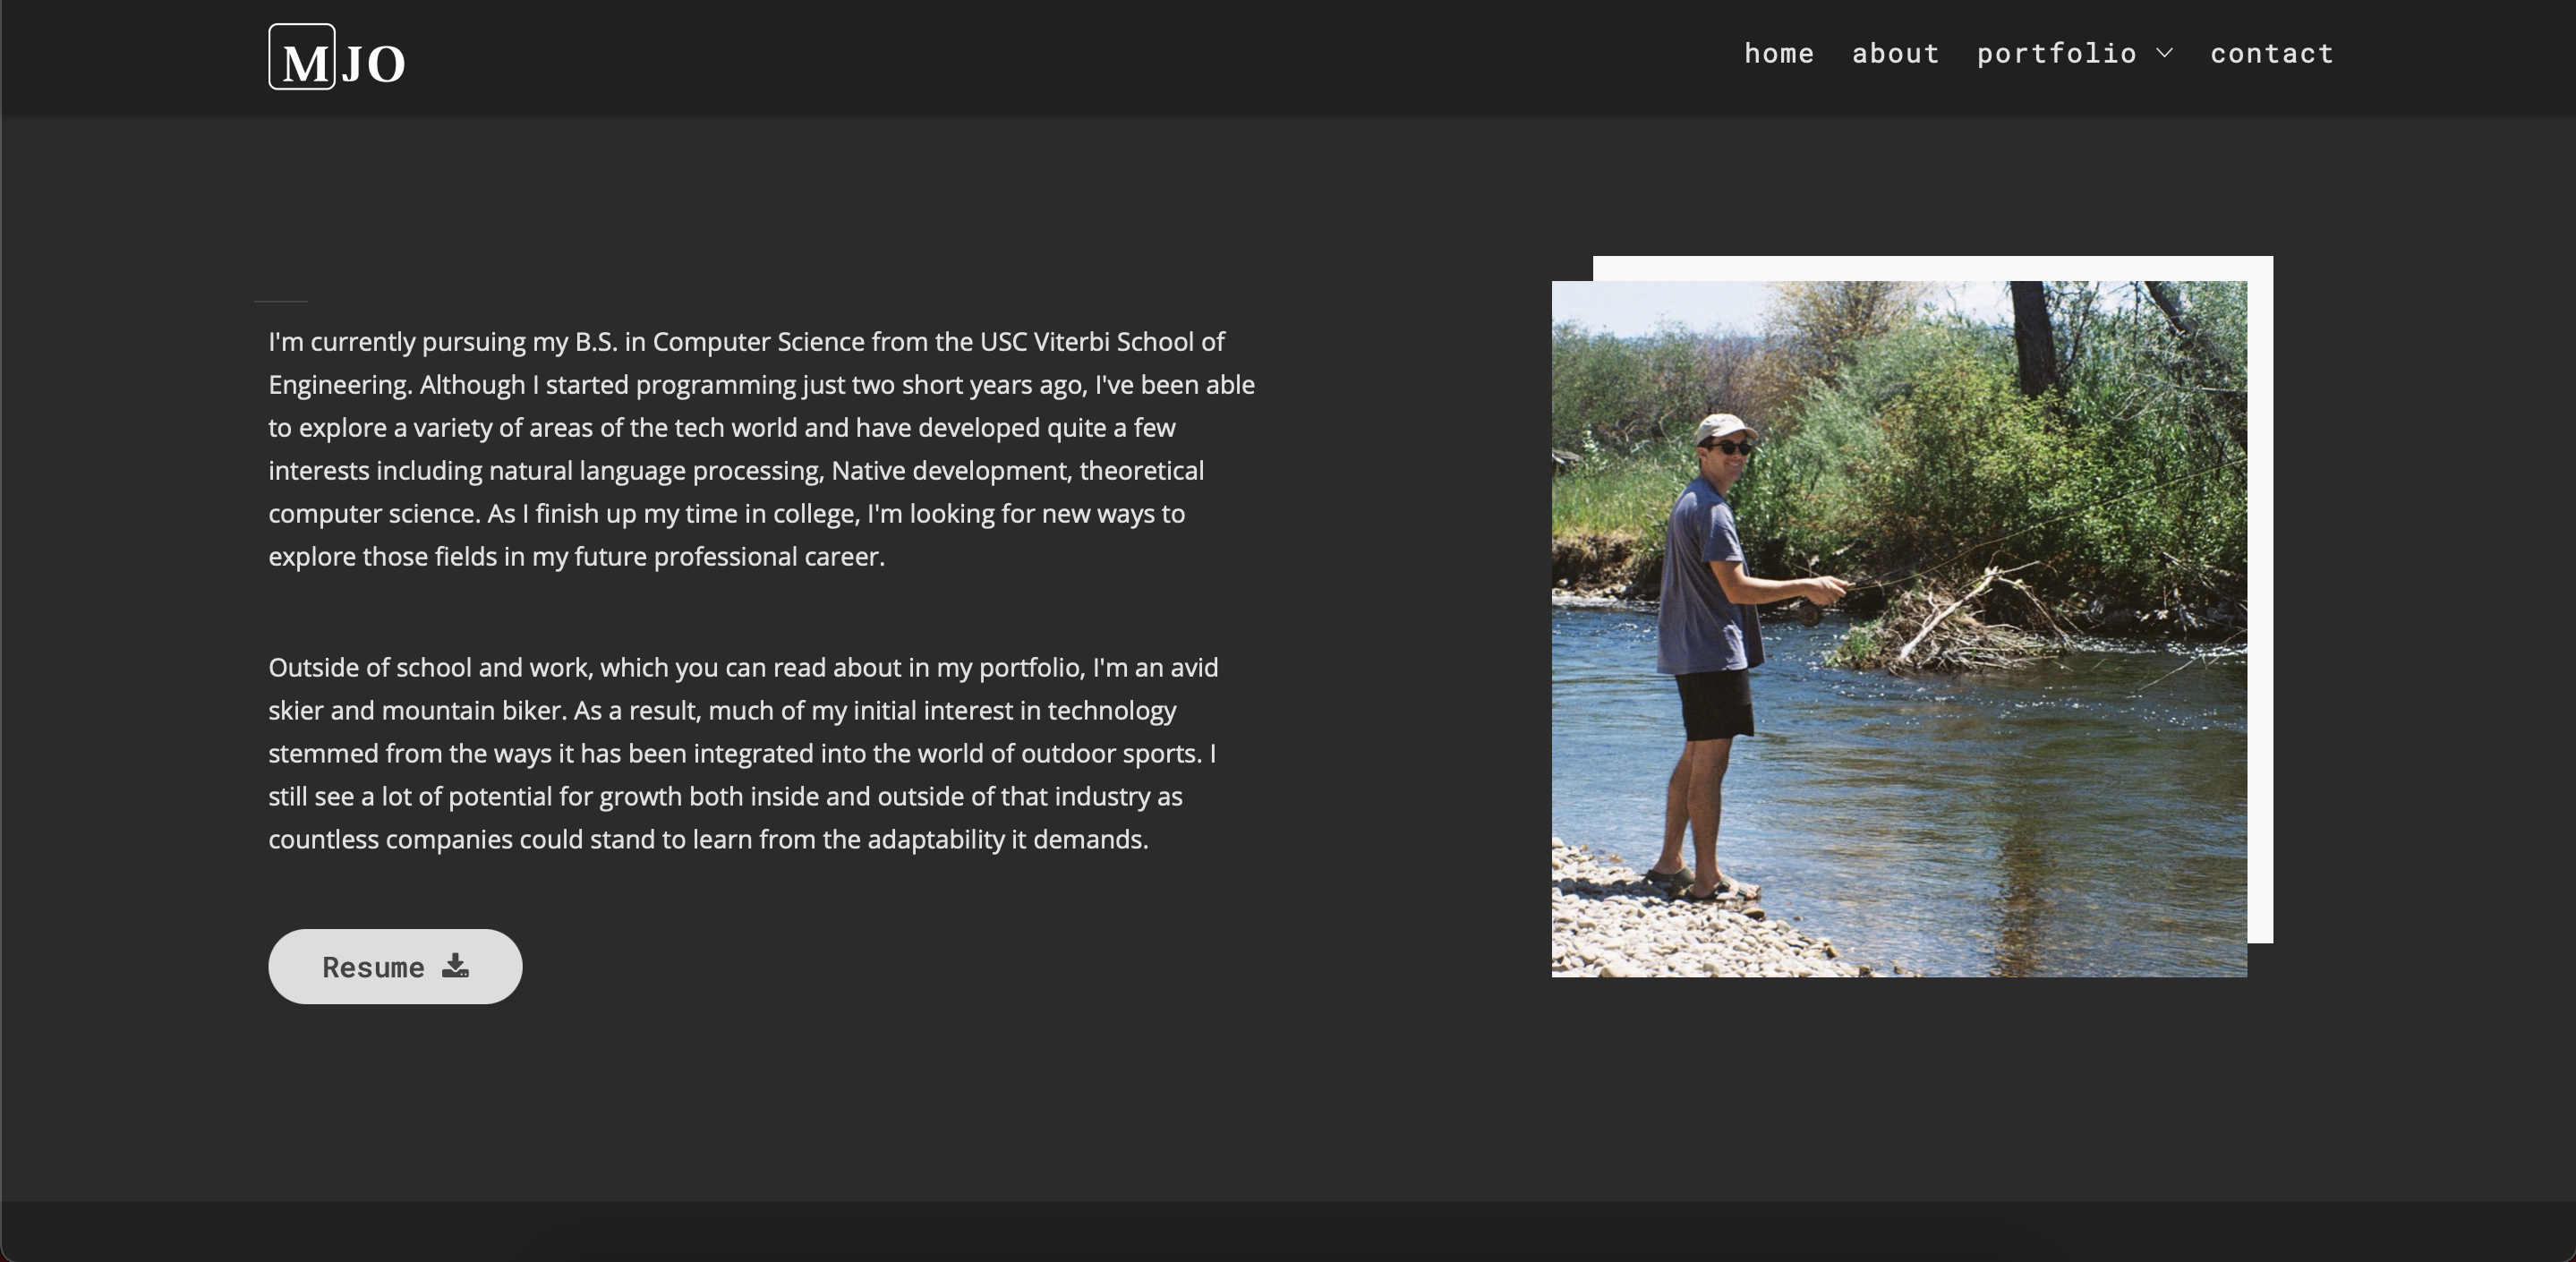 MJO
home about portfolio contact
I'm currently pursuing my B.S. in Computer Science from the USC Viterbi School of
Engineering. Although I started programming just two short years ago, I've been able
to explore a variety of areas of the tech world and have developed quite a few
interests including natural language processing, Native development, theoretical
computer science. As I finish up my time in college, I'm looking for new ways to
explore those fields in my future professional career.
Outside of school and work, which you can read about in my portfolio, I'm an avid
skier and mountain biker. As a result, much of my initial interest in technology
stemmed from the ways it has been integrated into the world of outdoor sports. I
still see a lot of potential for growth both inside and outside of that industry as
countless companies could stand to learn from the adaptability it demands.
Resume